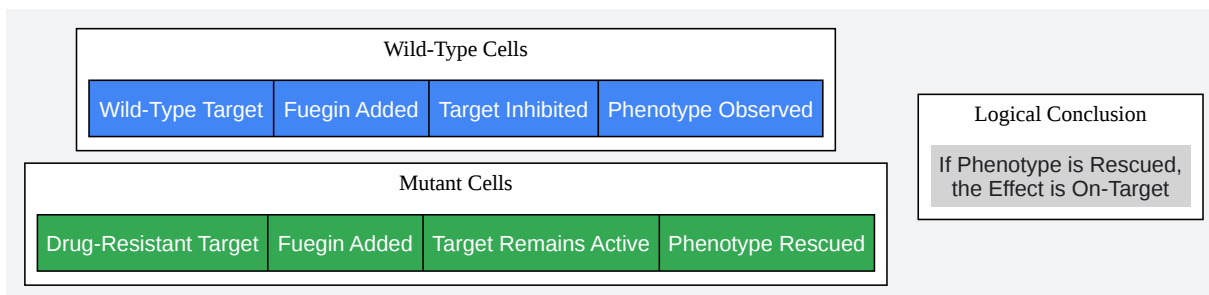 Wild-Type Cells
Wild-Type Target
Fuegin Added
Target Inhibited
Phenotype Observed
Mutant Cells
Drug-Resistant Target
Fuegin Added
Target Remains Active
Phenotype Rescued
Logical Conclusion
If Phenotype is Rescued,
the Effect is On-Target